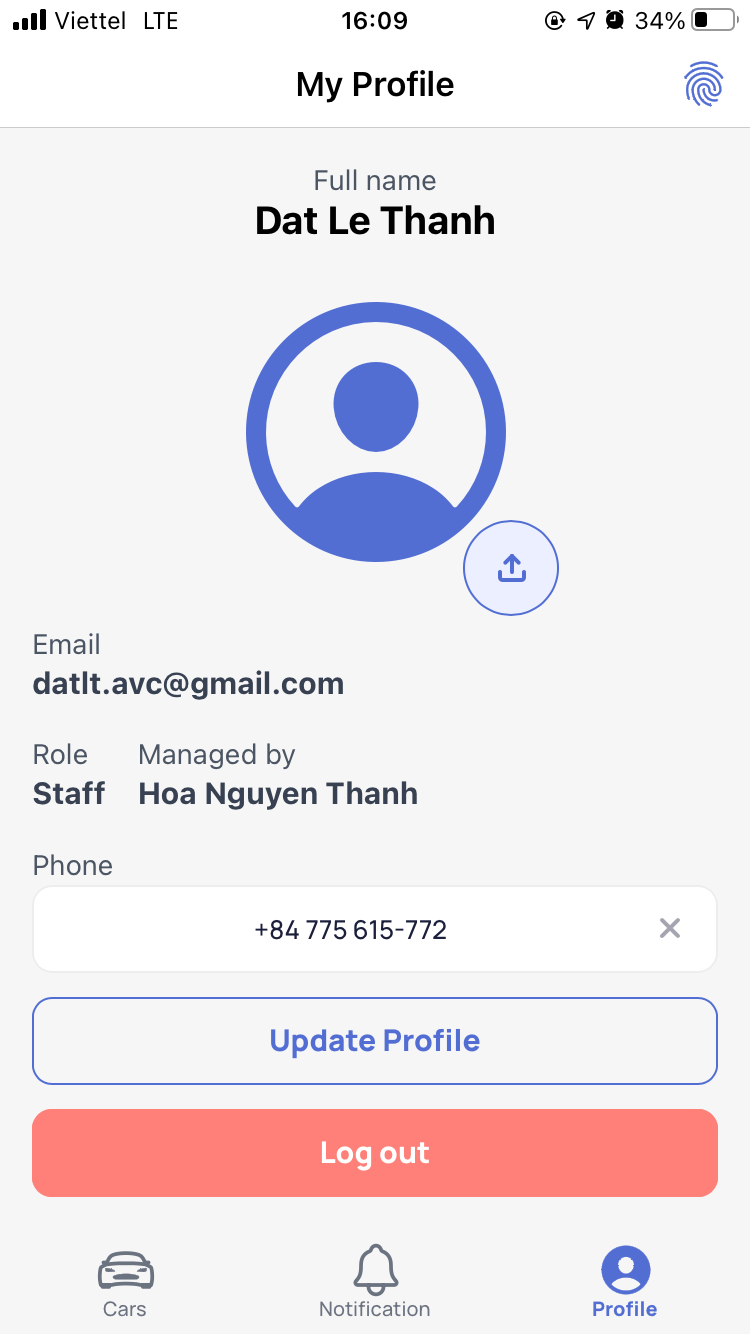 Viettel LTE 16:09 34%
My Profile
Full name
Dat Le Thanh
Email
datlt.avc@gmail.com
Role Managed by
Staff Hoa Nguyen Thanh
Phone
+84 775 615-772
Update Profile
Log out
Cars Notification Profile